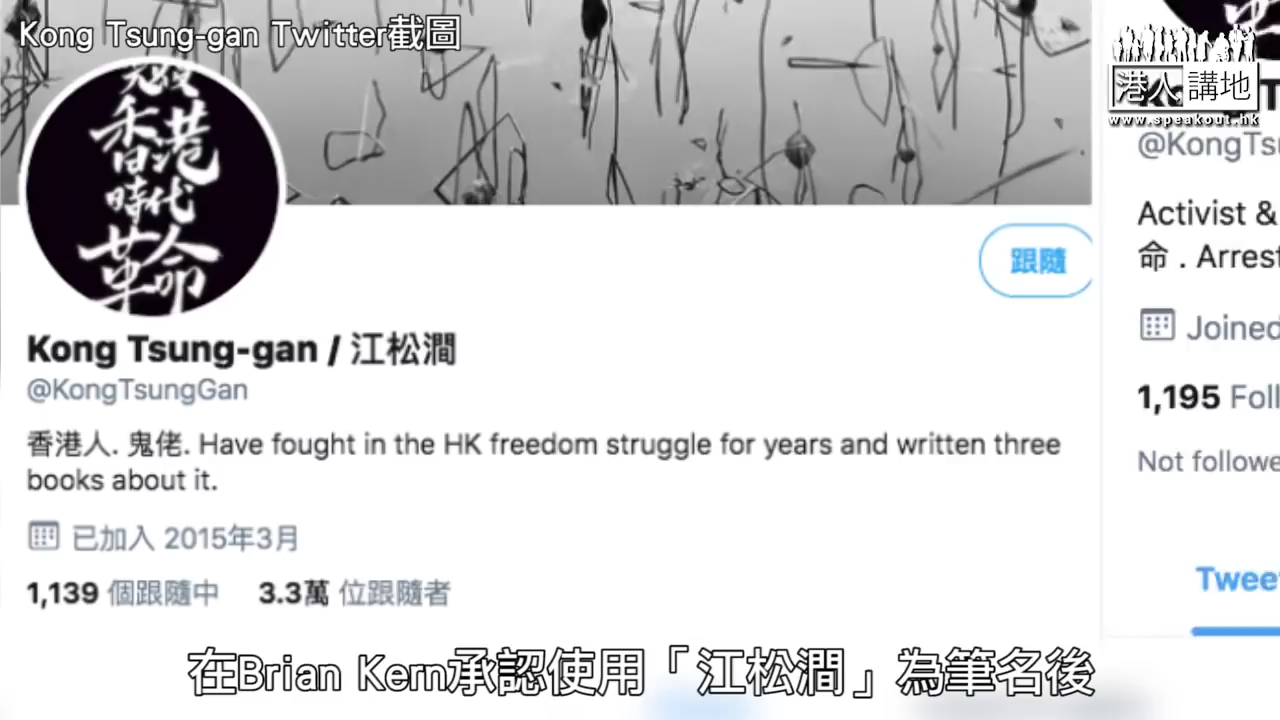 Kong Tsung-gan Twitter截圖
港人講地
www.speakout.hk
香港
時代
革命
跟隨
Kong Tsung-gan / 江松澗
@KongTsungGan
香港人. 鬼佬. Have fought in the HK freedom struggle for years and written three
books about it.
已加入 2015年3月
1,139 個跟隨中 3.3萬 位跟隨者
@KongTsu
Activist &
命 . Arrest
Joined
1,195 Foll
Not followe
Tweet
在Brian Kern承認使用「江松澗」為筆名後